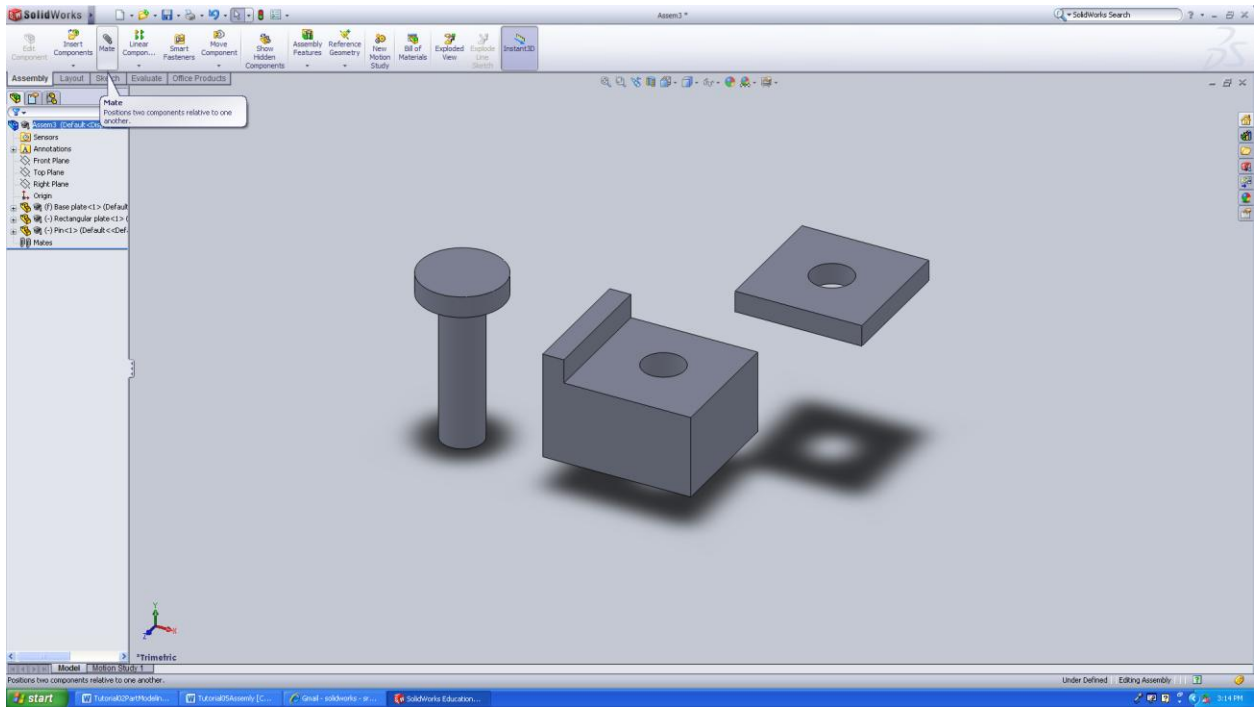 SolidWorks
Assem3 *
SolidWorks Search
Edit Component
Insert Components
Mate
Linear Compon...
Smart Fasteners
Move Component
Show Hidden Components
Assembly Features
Reference Geometry
New Motion Study
Bill of Materials
Exploded View
Explode Line Sketch
Instant3D
Assembly Layout Sketch Evaluate Office Products
Mate
Positions two components relative to one
another.
Assem3 (Default<Dis
Sensors
Annotations
Front Plane
Top Plane
Right Plane
Origin
(f) Base plate<1> (Default
(-) Rectangular plate<1> (
(-) Pin<1> (Default<<Def.
Mates
Y
X
Z
*Trimetric
Model Motion Study 1
Positions two components relative to one another.
Under Defined Editing Assembly
start
Tutorial02PartModelin...
Tutorial05Assemly [C...
Gmail - solidworks - sr...
SolidWorks Education...
3:14 PM